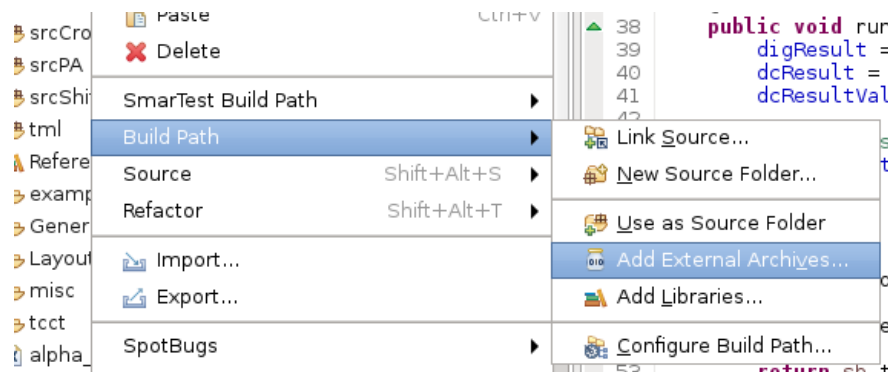 Paste Ctrl+V
Delete
SmarTest Build Path
Build Path
Source Shift+Alt+S
Refactor Shift+Alt+T
Import...
Export...
SpotBugs
srcCro
srcPA
srcShi
tml
Refere
examp
Gener
Layout
misc
tcct
alpha_
Link Source...
New Source Folder...
Use as Source Folder
Add External Archives...
Add Libraries...
Configure Build Path...
38 public void run
39 digResult =
40 dcResult =
41 dcResultVal
42
53 return sb.t